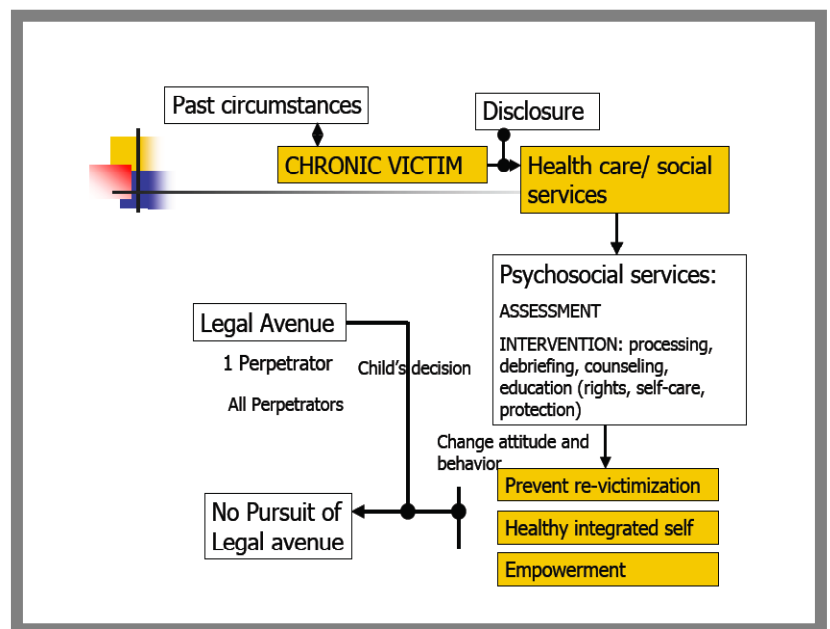 Past circumstances
Disclosure
CHRONIC VICTIM
Health care/ social
services
Psychosocial services:
ASSESSMENT
INTERVENTION: processing,
debriefing, counseling,
education (rights, self-care,
protection)
Legal Avenue
1 Perpetrator
Child's decision
All Perpetrators
Change attitude and
behavior
Prevent re-victimization
No Pursuit of
Legal avenue
Healthy integrated self
Empowerment